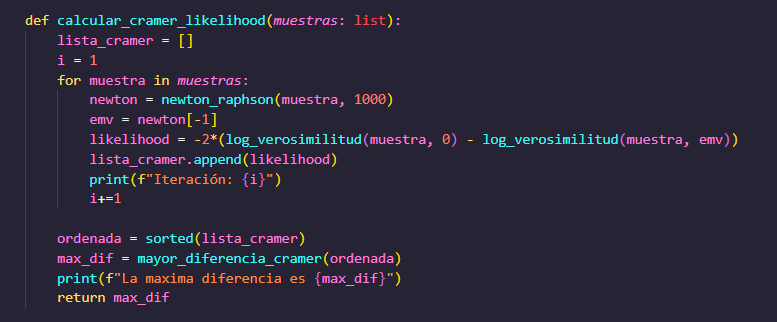 def calcular_cramer_likelihood(muestras: list):
    lista_cramer = []
    i = 1
    for muestra in muestras:
        newton = newton_raphson(muestra, 1000)
        emv = newton[-1]
        likelihood = -2*(log_verosimilitud(muestra, 0) - log_verosimilitud(muestra, emv))
        lista_cramer.append(likelihood)
        print(f"Iteración: {i}")
        i+=1

    ordenada = sorted(lista_cramer)
    max_dif = mayor_diferencia_cramer(ordenada)
    print(f"La maxima diferencia es {max_dif}")
    return max_dif